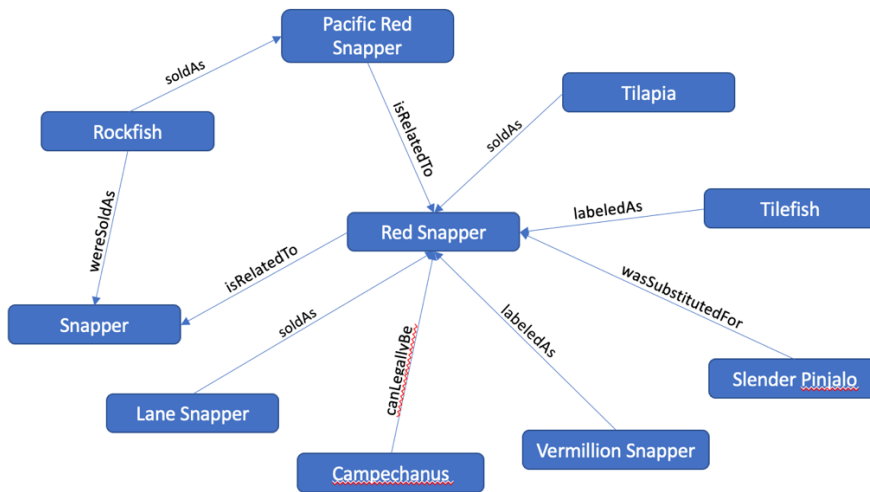 Pacific Red
Snapper
soldAs
Tilapia
Rockfish
isRelatedTo
soldAs
wereSoldAs
Red Snapper
labeledAs
Tilefish
isRelatedTo
wasSubstitutedFor
Snapper
soldAs
canLegallyBe
labeledAs
Slender Pinjalo
Lane Snapper
Vermillion Snapper
Campechanus